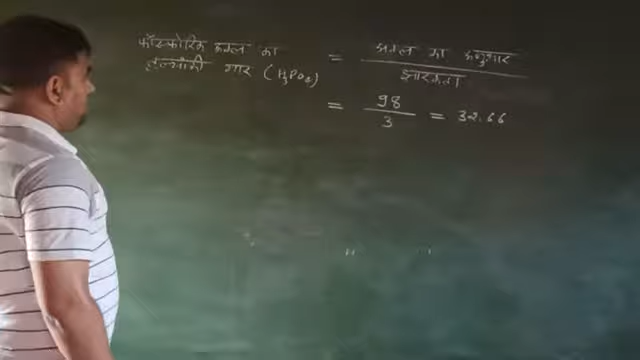 फॉस्फोरिक अम्ल का = अम्ल का अणुभार
तुल्यांकी भार (H₃PO₄) क्षारकता
= 98/3 = 32.66